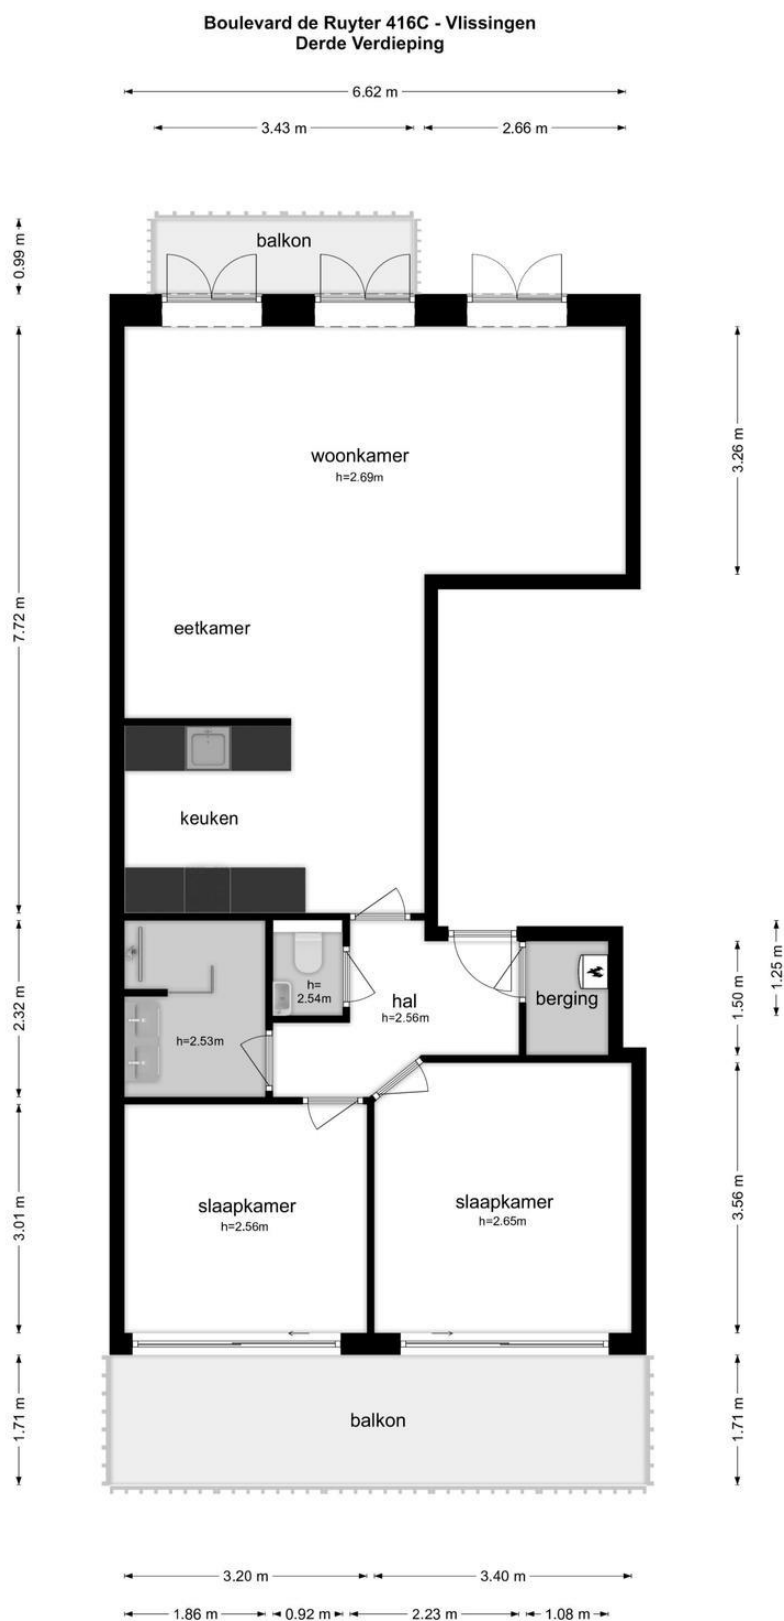 Boulevard de Ruyter 416C - Vlissingen
Derde Verdieping
6.62 m
3.43 m
2.66 m
0.99 m
balkon
woonkamer
h=2.69m
3.26 m
7.72 m
eetkamer
keuken
h=
2.54m
hal
h=2.56m
berging
1.25 m
1.50 m
2.32 m
h=2.53m
slaapkamer
h=2.56m
slaapkamer
h=2.65m
3.01 m
3.56 m
balkon
1.71 m
1.71 m
3.20 m
3.40 m
1.86 m
0.92 m
2.23 m
1.08 m